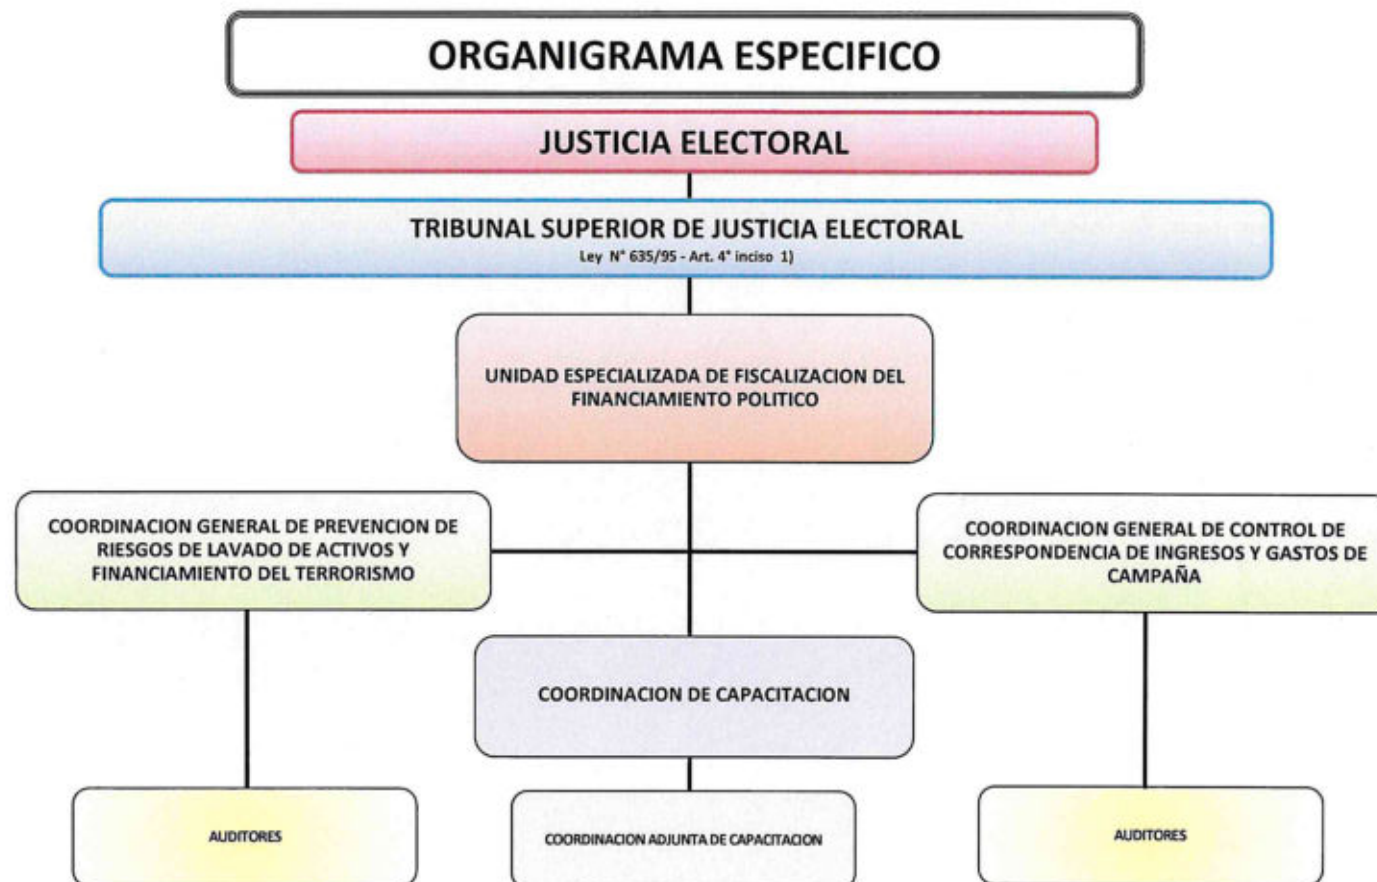 ORGANIGRAMA ESPECIFICO
JUSTICIA ELECTORAL
TRIBUNAL SUPERIOR DE JUSTICIA ELECTORAL
Ley N° 635/95 - Art. 4° inciso 1)
UNIDAD ESPECIALIZADA DE FISCALIZACION DEL
FINANCIAMIENTO POLITICO
COORDINACION GENERAL DE PREVENCION DE
RIESGOS DE LAVADO DE ACTIVOS Y
FINANCIAMIENTO DEL TERRORISMO
COORDINACION GENERAL DE CONTROL DE
CORRESPONDENCIA DE INGRESOS Y GASTOS DE
CAMPAÑA
COORDINACION DE CAPACITACION
AUDITORES
COORDINACION ADJUNTA DE CAPACITACION
AUDITORES